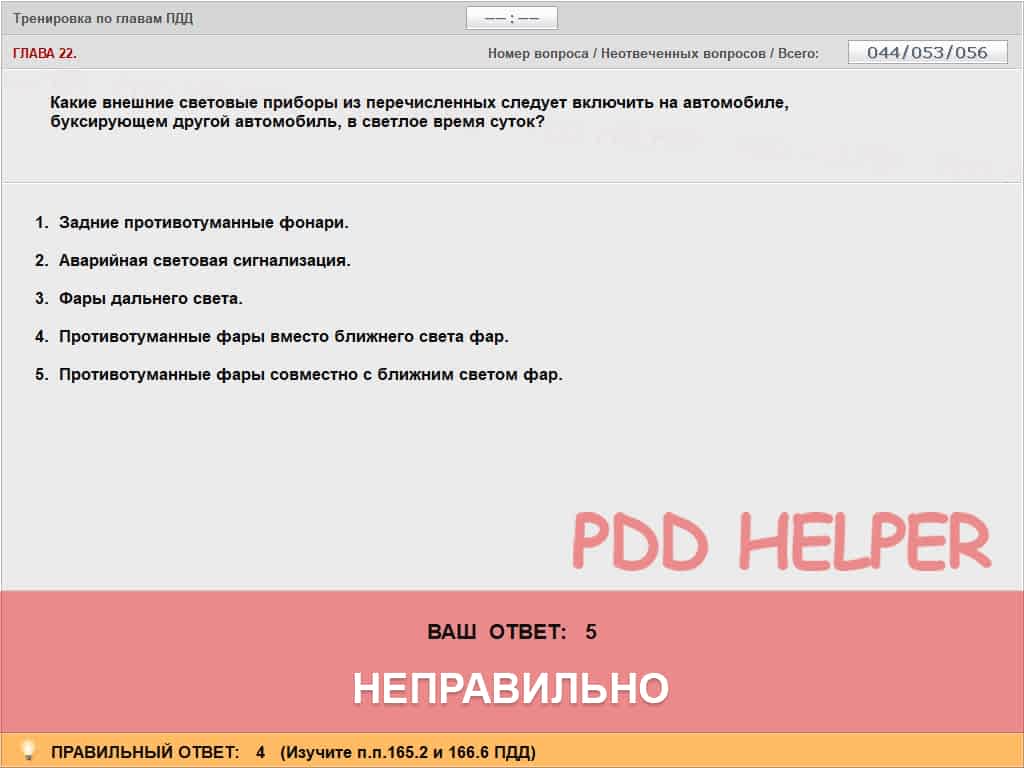 Тренировка по главам ПДД
–– : ––
ГЛАВА 22.
Номер вопроса / Неотвеченных вопросов / Всего:
044/053/056
Какие внешние световые приборы из перечисленных следует включить на автомобиле,
буксирующем другой автомобиль, в светлое время суток?
1. Задние противотуманные фонари.
2. Аварийная световая сигнализация.
3. Фары дальнего света.
4. Противотуманные фары вместо ближнего света фар.
5. Противотуманные фары совместно с ближним светом фар.
PDD HELPER
ВАШ ОТВЕТ: 5
НЕПРАВИЛЬНО
ПРАВИЛЬНЫЙ ОТВЕТ: 4 (Изучите п.п.165.2 и 166.6 ПДД)